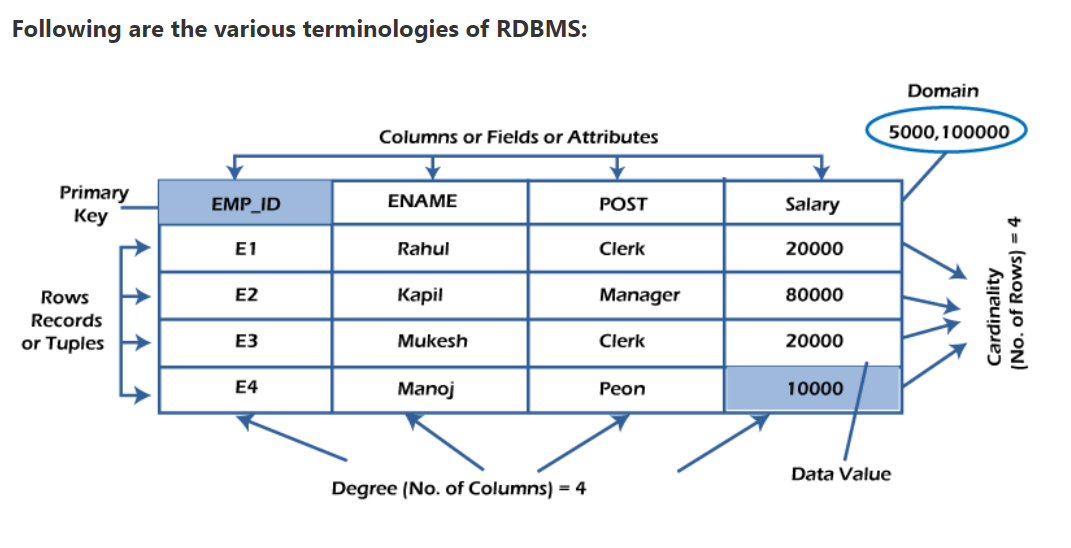 Following are the various terminologies of RDBMS:
Domain
5000,100000
Columns or Fields or Attributes
Primary
Key
EMP_ID ENAME POST Salary
E1 Rahul Clerk 20000
E2 Kapil Manager 80000
E3 Mukesh Clerk 20000
E4 Manoj Peon 10000
Rows
Records
or Tuples
Cardinality
(No. of Rows) = 4
Data Value
Degree (No. of Columns) = 4